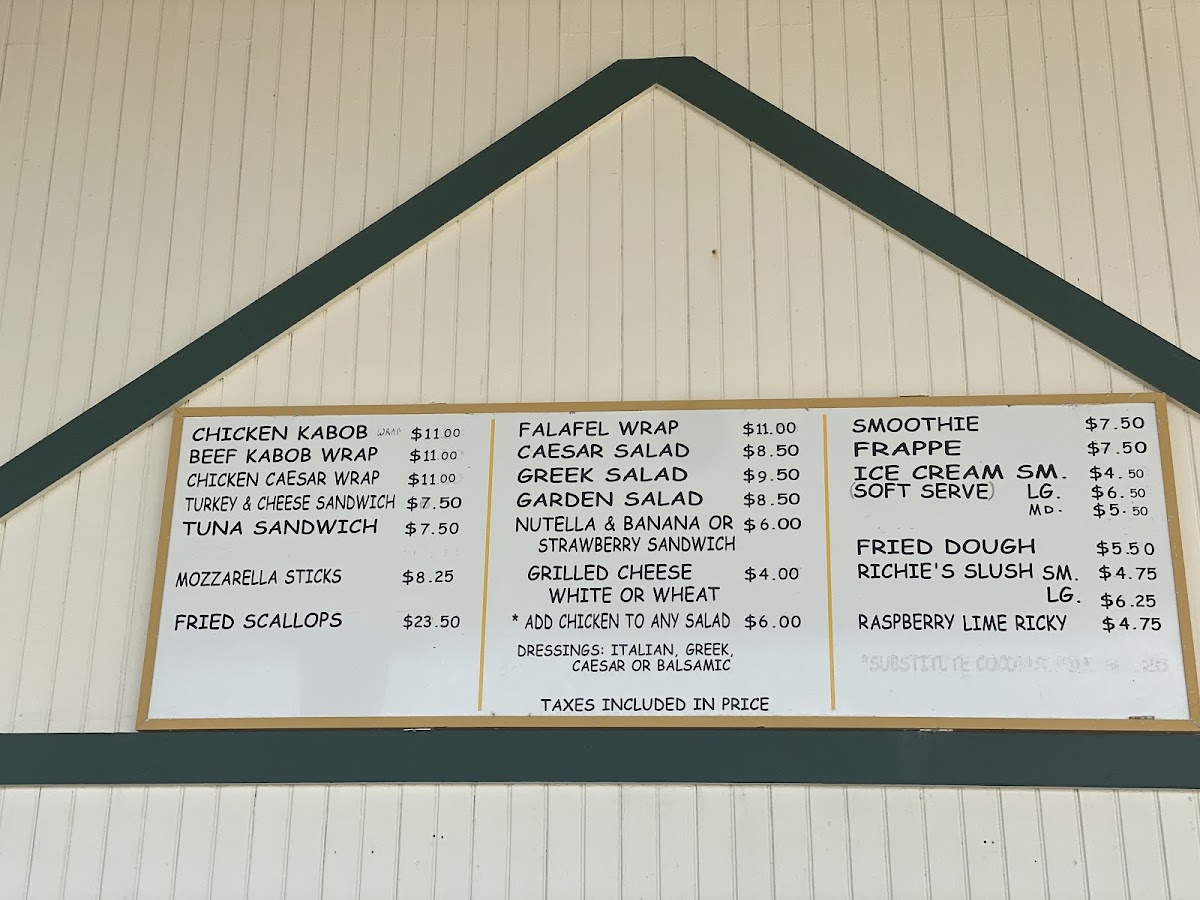 CHICKEN KABOB WRAP $11.00
BEEF KABOB WRAP $11.00
CHICKEN CAESAR WRAP $11.00
TURKEY & CHEESE SANDWICH $7.50
TUNA SANDWICH $7.50
MOZZARELLA STICKS $8.25
FRIED SCALLOPS $23.50
FALAFEL WRAP $11.00
CAESAR SALAD $8.50
GREEK SALAD $9.50
GARDEN SALAD $8.50
NUTELLA & BANANA OR $6.00
STRAWBERRY SANDWICH
GRILLED CHEESE $4.00
WHITE OR WHEAT
* ADD CHICKEN TO ANY SALAD $6.00
DRESSINGS: ITALIAN, GREEK,
CAESAR OR BALSAMIC
TAXES INCLUDED IN PRICE
SMOOTHIE $7.50
FRAPPE $7.50
ICE CREAM SM. $4.50
(SOFT SERVE) LG. $6.50
MD. $5.50
FRIED DOUGH $5.50
RICHIE'S SLUSH SM. $4.75
LG. $6.25
RASPBERRY LIME RICKY $4.75
*SUBSTITUTE COCONUT MILK